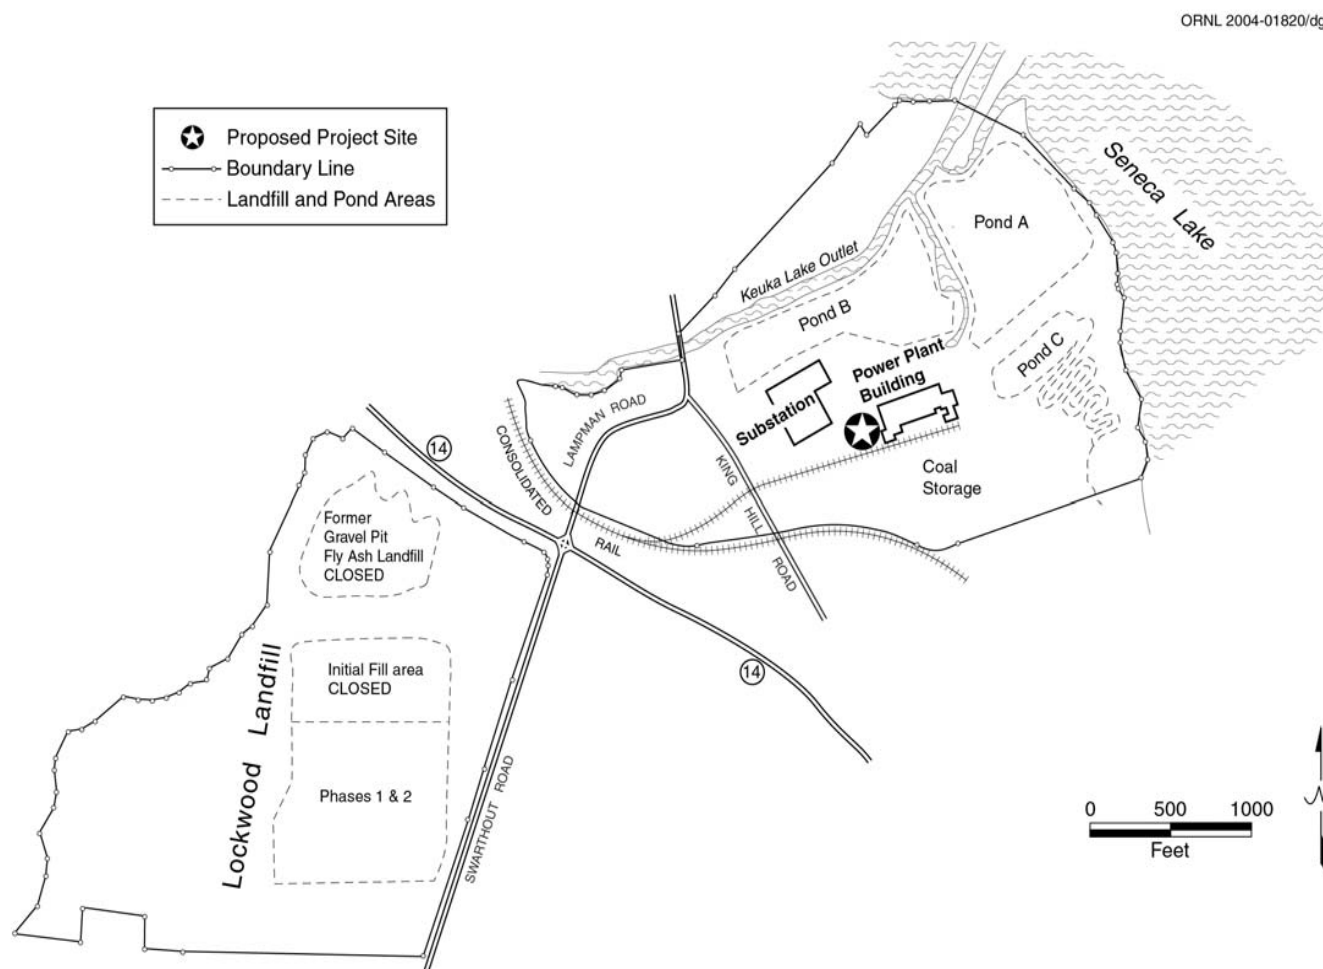 ORNL 2004-01820/dg
Proposed Project Site
Boundary Line
Landfill and Pond Areas
Seneca Lake
Pond A
Keuka Lake Outlet
Pond B
Pond C
Power Plant
Building
Substation
LAMPMAN ROAD
14
CONSOLIDATED
RAIL
KING
HILL
ROAD
Coal
Storage
Former
Gravel Pit
Fly Ash Landfill
CLOSED
Initial Fill area
CLOSED
14
Lockwood Landfill
Phases 1 & 2
SWARTHOUT ROAD
0 500 1000
Feet